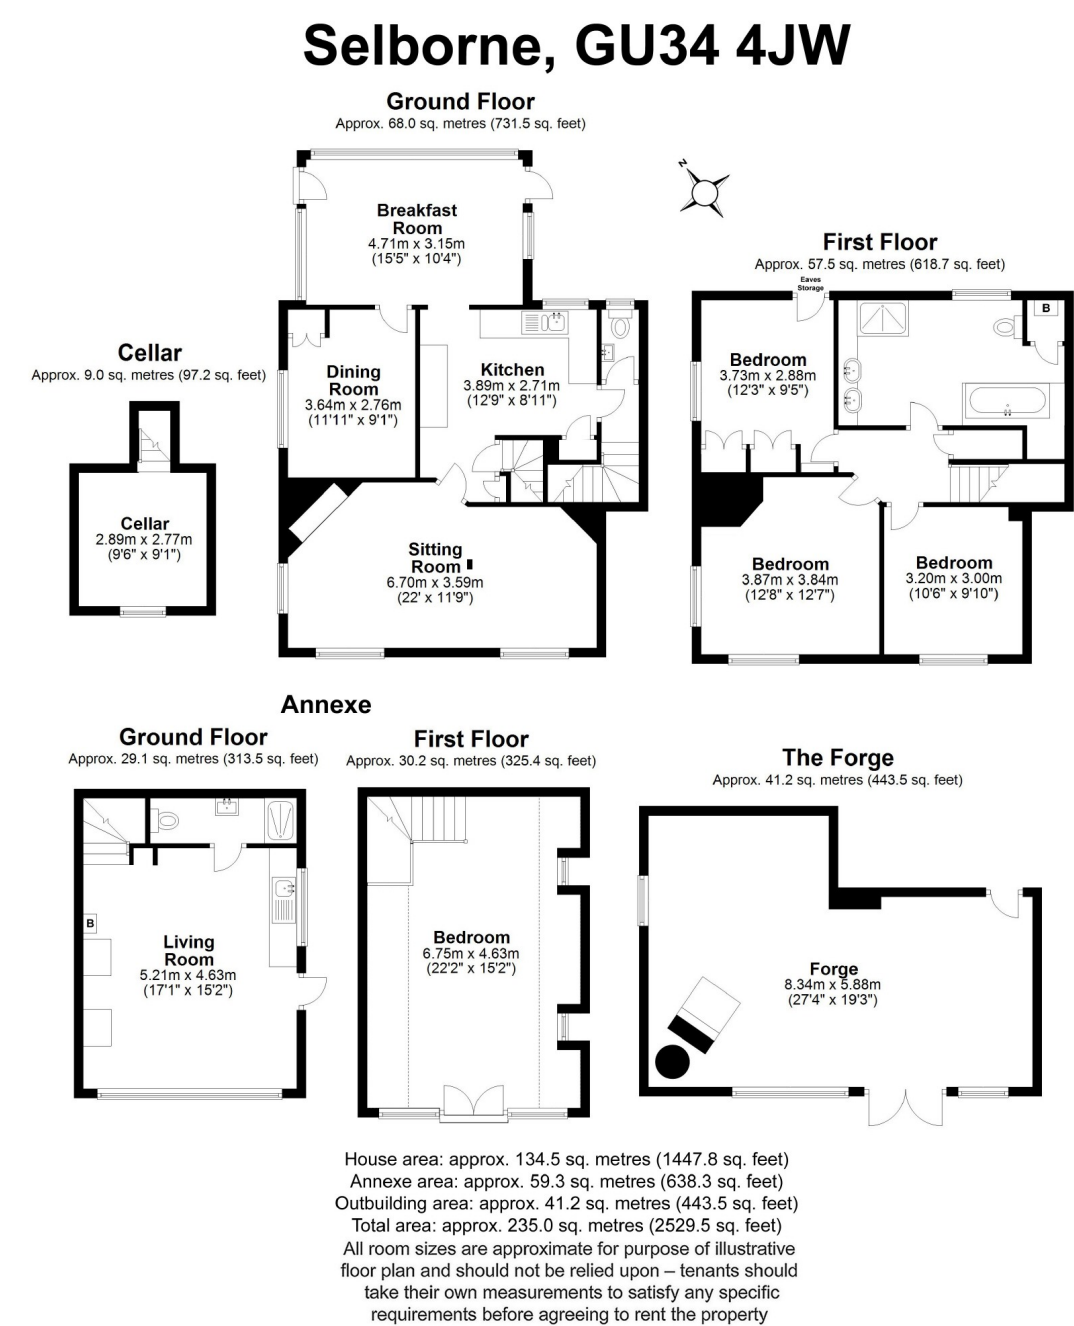 Selborne, GU34 4JW
Ground Floor
Approx. 68.0 sq. metres (731.5 sq. feet)
Breakfast
Room
4.71m x 3.15m
(15'5" x 10'4")
Dining
Room
3.64m x 2.76m
(11'11" x 9'1")
Kitchen
3.89m x 2.71m
(12'9" x 8'11")
Sitting
Room
6.70m x 3.59m
(22' x 11'9")
Cellar
Approx. 9.0 sq. metres (97.2 sq. feet)
Cellar
2.89m x 2.77m
(9'6" x 9'1")
N
First Floor
Approx. 57.5 sq. metres (618.7 sq. feet)
Eaves
Storage
B
Bedroom
3.73m x 2.88m
(12'3" x 9'5")
Bedroom
3.87m x 3.84m
(12'8" x 12'7")
Bedroom
3.20m x 3.00m
(10'6" x 9'10")
Annexe
Ground Floor
Approx. 29.1 sq. metres (313.5 sq. feet)
B
Living
Room
5.21m x 4.63m
(17'1" x 15'2")
First Floor
Approx. 30.2 sq. metres (325.4 sq. feet)
Bedroom
6.75m x 4.63m
(22'2" x 15'2")
The Forge
Approx. 41.2 sq. metres (443.5 sq. feet)
Forge
8.34m x 5.88m
(27'4" x 19'3")
House area: approx. 134.5 sq. metres (1447.8 sq. feet)
Annexe area: approx. 59.3 sq. metres (638.3 sq. feet)
Outbuilding area: approx. 41.2 sq. metres (443.5 sq. feet)
Total area: approx. 235.0 sq. metres (2529.5 sq. feet)
All room sizes are approximate for purpose of illustrative
floor plan and should not be relied upon – tenants should
take their own measurements to satisfy any specific
requirements before agreeing to rent the property